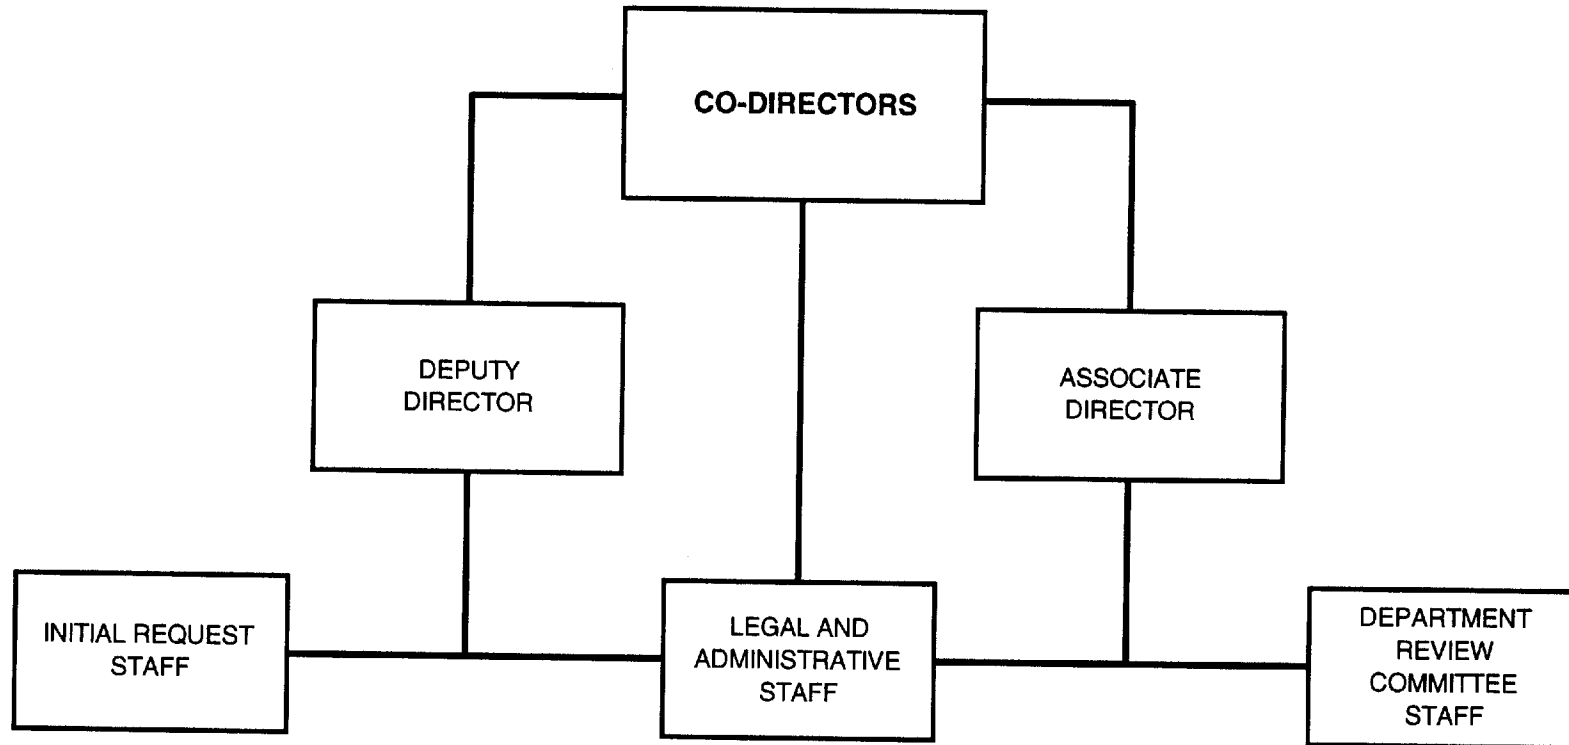 CO-DIRECTORS
DEPUTY
DIRECTOR
ASSOCIATE
DIRECTOR
INITIAL REQUEST
STAFF
LEGAL AND
ADMINISTRATIVE
STAFF
DEPARTMENT
REVIEW
COMMITTEE
STAFF